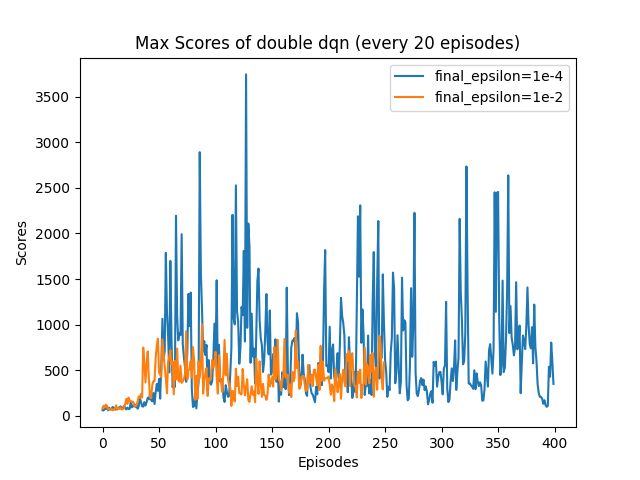 Max Scores of double dqn (every 20 episodes)
final_epsilon=1e-4
final_epsilon=1e-2
Scores
3500
3000
2500
2000
1500
1000
500
0
0 50 100 150 200 250 300 350 400
Episodes